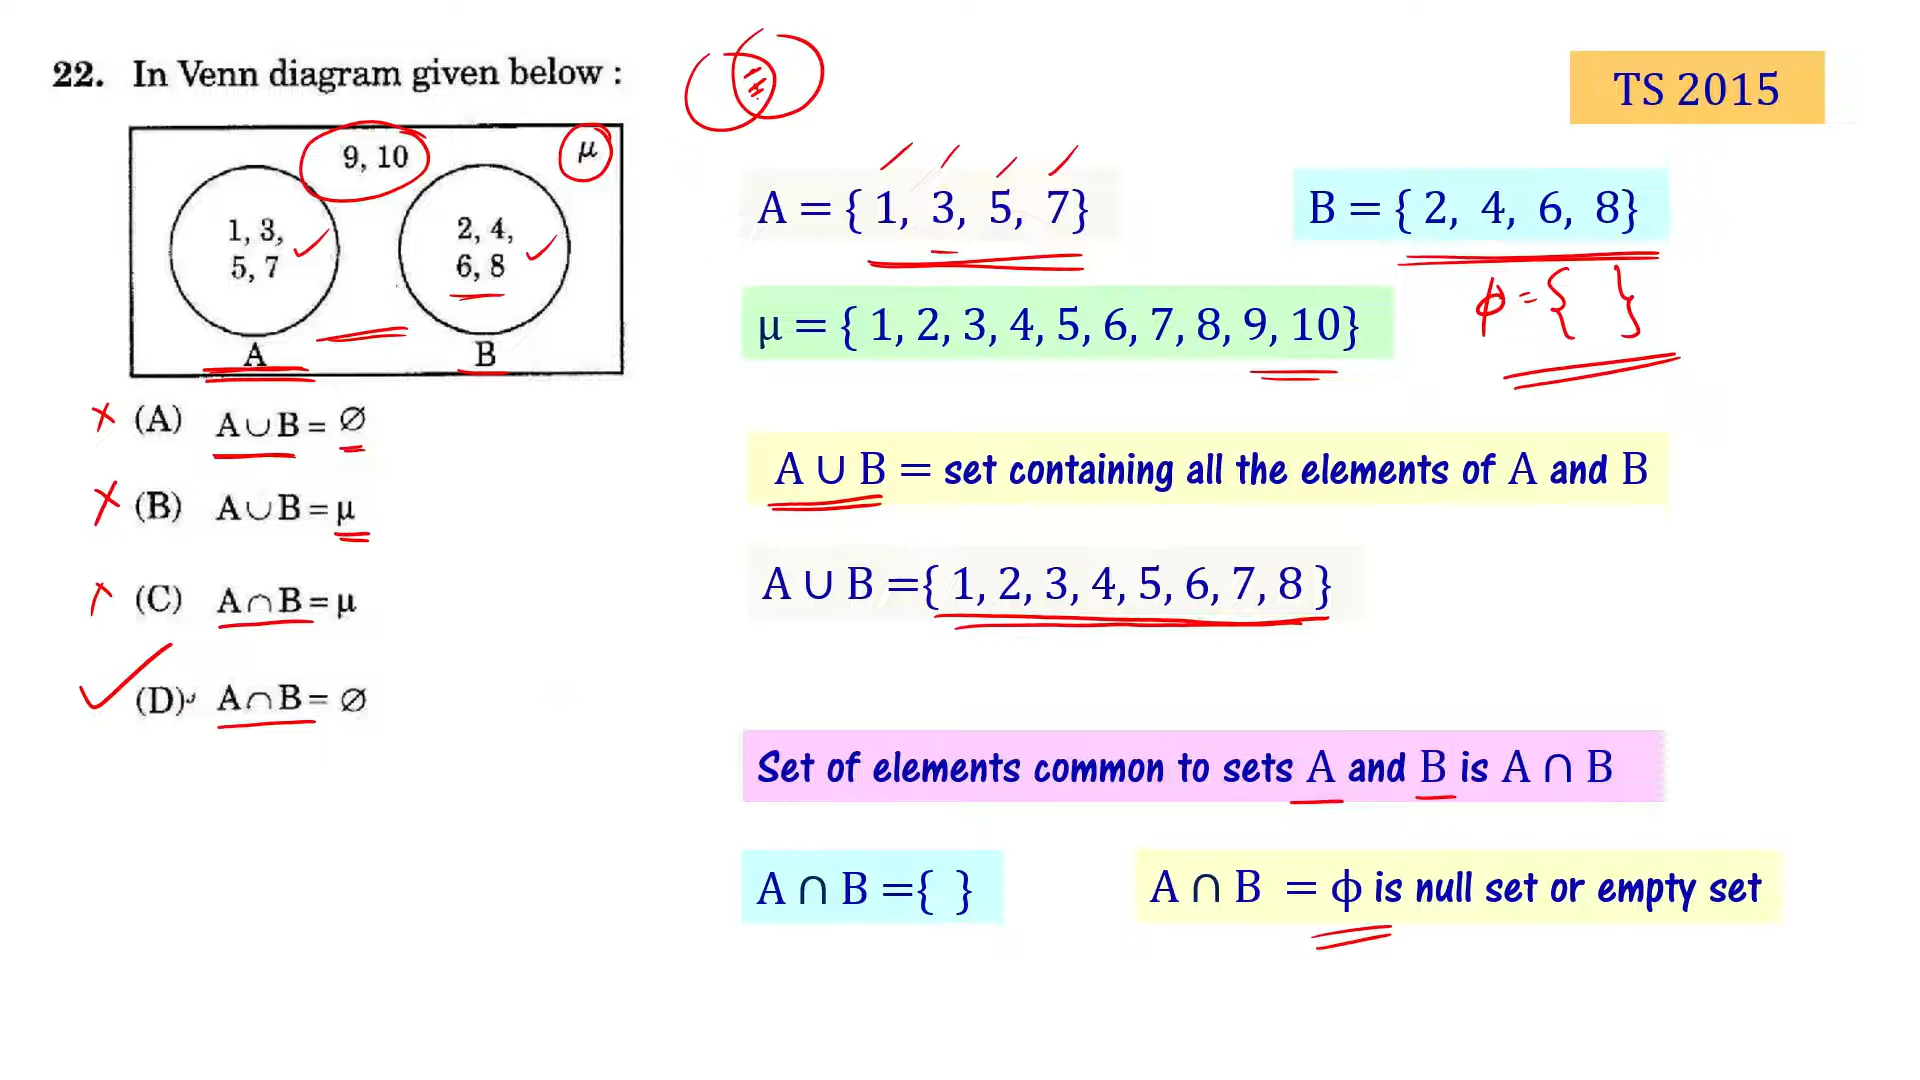 22. In Venn diagram given below :
9, 10
μ
1, 3,
5, 7
2, 4,
6, 8
A
B
(A) A∪B = ∅
(B) A∪B = μ
(C) A∩B = μ
(D) A∩B = ∅
TS 2015
A = { 1, 3, 5, 7}
B = { 2, 4, 6, 8}
μ = { 1, 2, 3, 4, 5, 6, 7, 8, 9, 10}
ϕ = { }
A ∪ B = set containing all the elements of A and B
A ∪ B ={ 1, 2, 3, 4, 5, 6, 7, 8 }
Set of elements common to sets A and B is A ∩ B
A ∩ B ={ }
A ∩ B = ϕ is null set or empty set